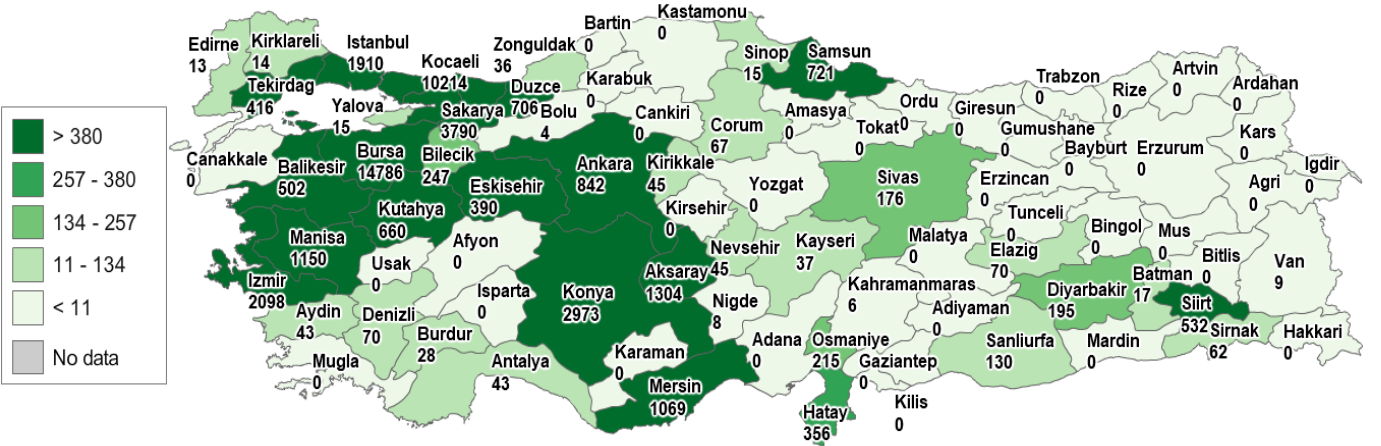 > 380
257 - 380
134 - 257
11 - 134
< 11
No data
Edirne
13
Kirklareli
14
Tekirdag
416
Istanbul
1910
Kocaeli
10214
Yalova
15
Sakarya
3790
Duzce
706
Zonguldak
36
Bartin
0
Kastamonu
0
Karabuk
0
Bolu
4
Cankiri
0
Sinop
15
Samsun
721
Corum
67
Amasya
0
Tokat
0
Ordu
0
Giresun
0
Trabzon
0
Rize
0
Artvin
0
Ardahan
0
Gumushane
0
Bayburt
0
Erzurum
0
Kars
0
Igdir
0
Agri
0
Canakkale
0
Balikesir
502
Bursa
14786
Bilecik
247
Eskisehir
390
Ankara
842
Kirikkale
45
Kirsehir
0
Yozgat
0
Sivas
176
Erzincan
0
Tunceli
0
Bingol
0
Mus
0
Bitlis
0
Van
9
Kutahya
660
Manisa
1150
Usak
0
Afyon
0
Izmir
2098
Aydin
43
Denizli
70
Isparta
0
Burdur
28
Mugla
0
Antalya
43
Konya
2973
Aksaray
1304
Nevsehir
45
Kayseri
37
Nigde
8
Karaman
0
Mersin
1069
Adana
0
Kahramanmaras
6
Malatya
0
Elazig
70
Diyarbakir
195
Batman
17
Siirt
532
Sirnak
62
Hakkari
0
Adiyaman
0
Sanliurfa
130
Mardin
0
Osmaniye
215
Gaziantep
0
Kilis
0
Hatay
356